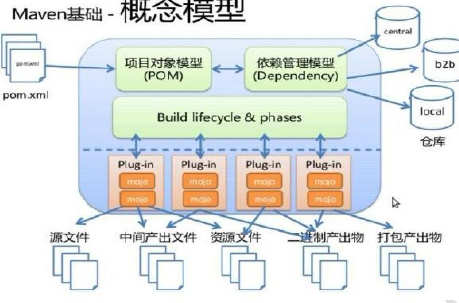 Maven基础 - 概念模型
central
b2b
local
仓库
pom.xml
pom.xml
项目对象模型
(POM)
依赖管理模型
(Dependency)
Build lifecycle & phases
Plug-in
mojo
mojo
Plug-in
mojo
mojo
Plug-in
mojo
mojo
Plug-in
mojo
mojo
源文件
中间产出文件
资源文件
二进制产出物
打包产出物